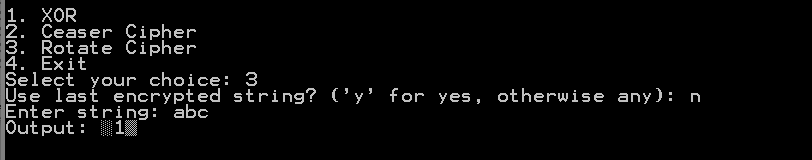 1. XOR
2. Ceaser Cipher
3. Rotate Cipher
4. Exit
Select your choice: 3
Use last encrypted string? ('y' for yes, otherwise any): n
Enter string: abc
Output: ░1▒